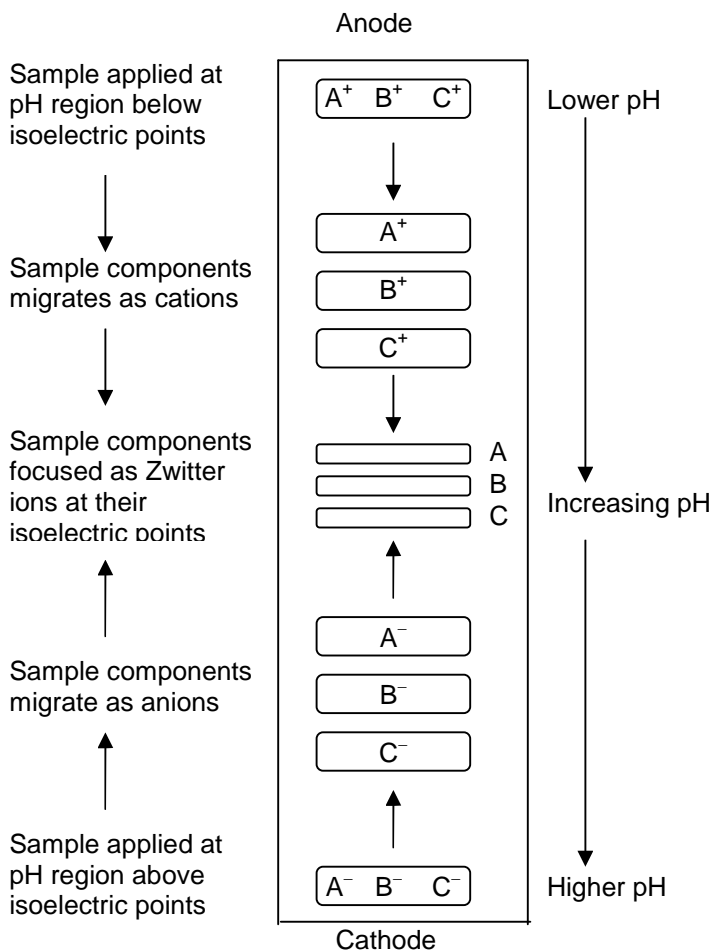 Anode
Sample applied at
pH region below
isoelectric points
A⁺ B⁺ C⁺
Lower pH
A⁺
Sample components
migrates as cations
B⁺
C⁺
Sample components
focused as Zwitter
ions at their
isoelectric points
A
B
C
Increasing pH
A⁻
Sample components
migrate as anions
B⁻
C⁻
Sample applied at
pH region above
isoelectric points
A⁻ B⁻ C⁻
Higher pH
Cathode